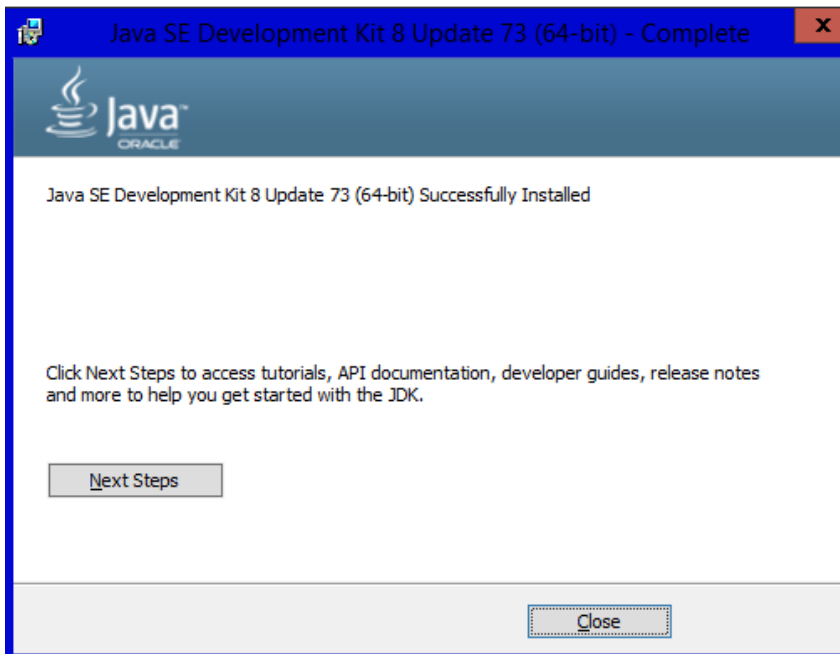 Java SE Development Kit 8 Update 73 (64-bit) - Complete
x
Java™
ORACLE
Java SE Development Kit 8 Update 73 (64-bit) Successfully Installed
Click Next Steps to access tutorials, API documentation, developer guides, release notes
and more to help you get started with the JDK.
Next Steps
Close